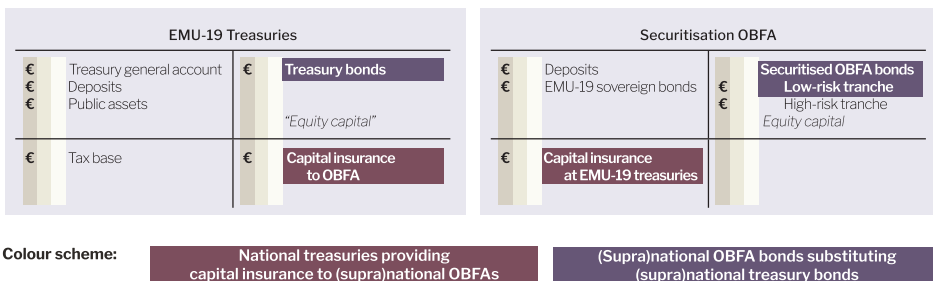 EMU-19 Treasuries
€ Treasury general account
€ Deposits
€ Public assets
€ Treasury bonds
“Equity capital”
€ Tax base
€ Capital insurance
to OBFA
Securitisation OBFA
€ Deposits
€ EMU-19 sovereign bonds
Securitised OBFA bonds
€ Low-risk tranche
€ High-risk tranche
Equity capital
€ Capital insurance
at EMU-19 treasuries
Colour scheme:
National treasuries providing
capital insurance to (supra)national OBFAs
(Supra)national OBFA bonds substituting
(supra)national treasury bonds